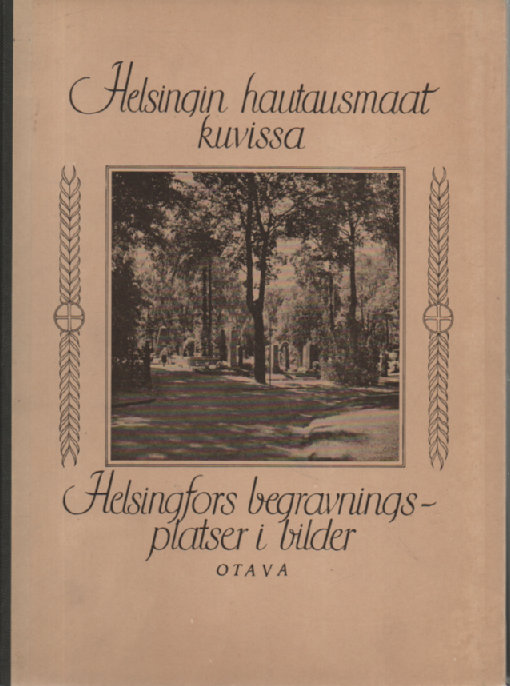 Helsingin hautausmaat
kuvissa
Helsingfors begravnings-
platser i bilder
OTAVA